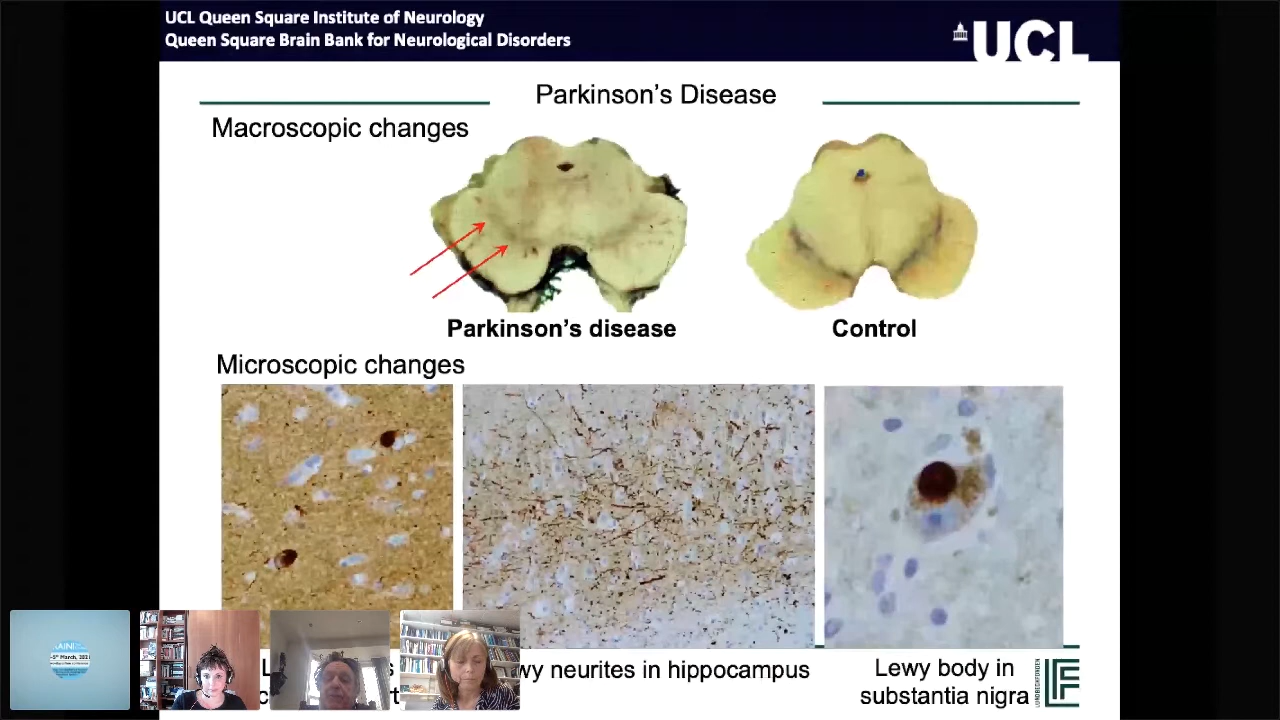 UCL Queen Square Institute of Neurology
Queen Square Brain Bank for Neurological Disorders
UCL
Parkinson’s Disease
Macroscopic changes
Parkinson’s disease
Control
Microscopic changes
neurites in hippocampus
Lewy body in
substantia nigra
LUNDBECKFONDEN